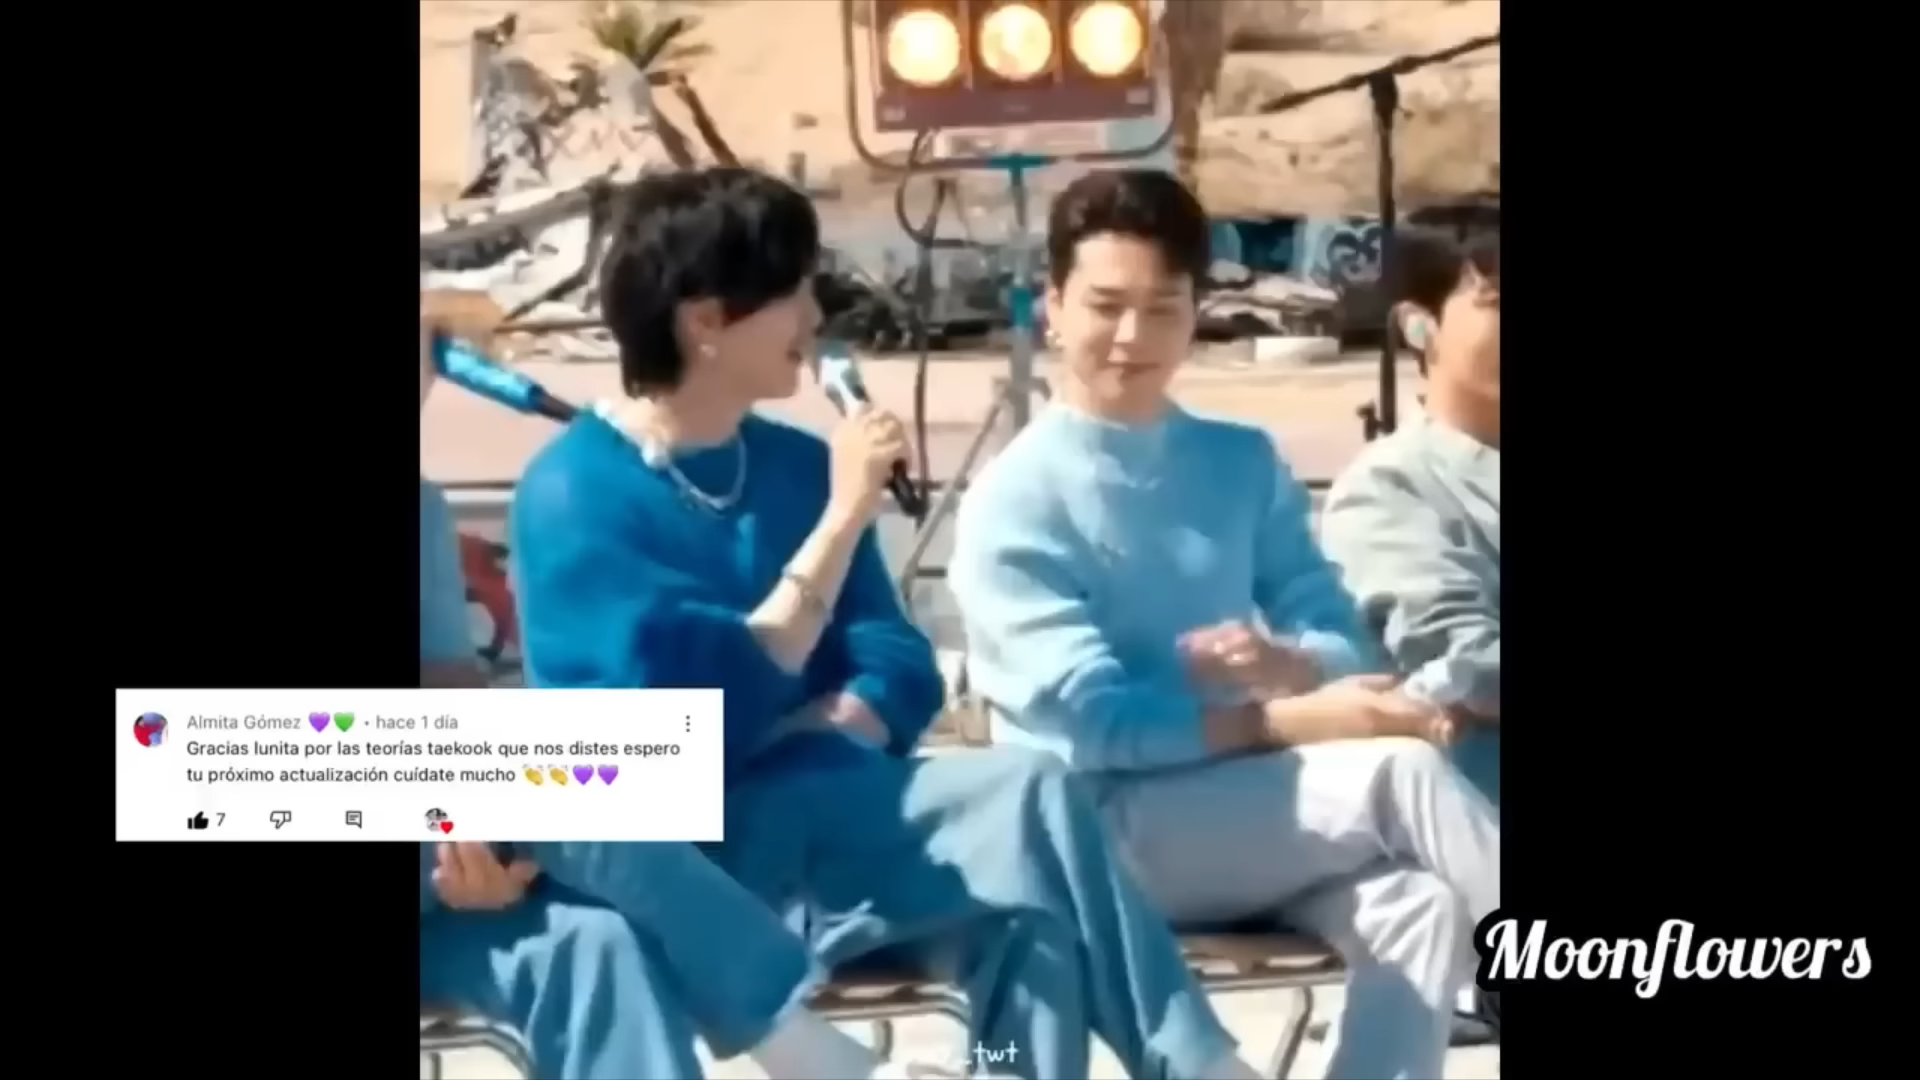 Almita Gómez 💜💚 • hace 1 día
Gracias lunita por las teorías taekook que nos distes espero
tu próximo actualización cuídate mucho 👏👏💜💜
7
Moonflowers
_twt